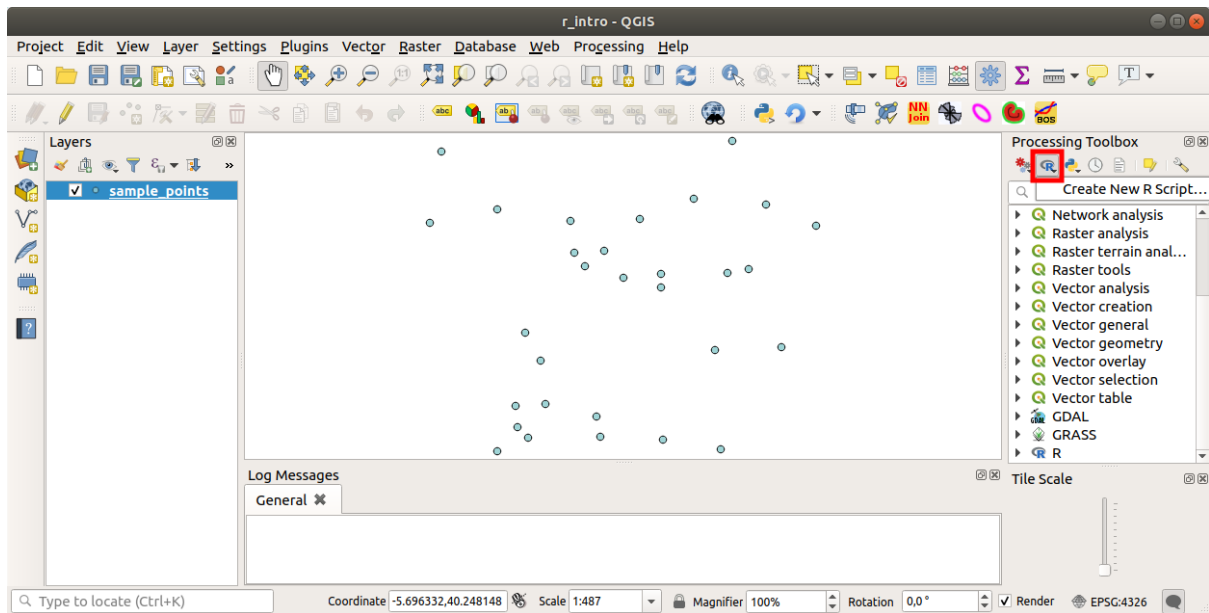 r_intro - QGIS
Project Edit View Layer Settings Plugins Vector Raster Database Web Processing Help
NN
Join
BOS
Layers
sample_points
Processing Toolbox
Create New R Script...
Network analysis
Raster analysis
Raster terrain anal...
Raster tools
Vector analysis
Vector creation
Vector general
Vector geometry
Vector overlay
Vector selection
Vector table
GDAL
GRASS
R
Log Messages
General
Tile Scale
Type to locate (Ctrl+K)
Coordinate -5.696332,40.248148 Scale 1:487 Magnifier 100% Rotation 0,0 ° Render EPSG:4326